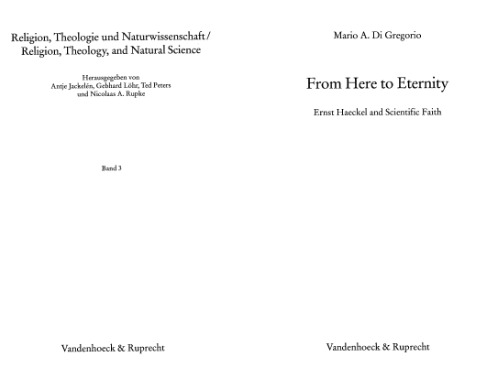 Religion, Theologie und Naturwissenschaft/
Religion, Theology, and Natural Science
Herausgegeben von
Antje Jackelén, Gebhard Löhr, Ted Peters
und Nicolaas A. Rupke
Band 3
Vandenhoeck & Ruprecht
Mario A. Di Gregorio
From Here to Eternity
Ernst Haeckel and Scientific Faith
Vandenhoeck & Ruprecht